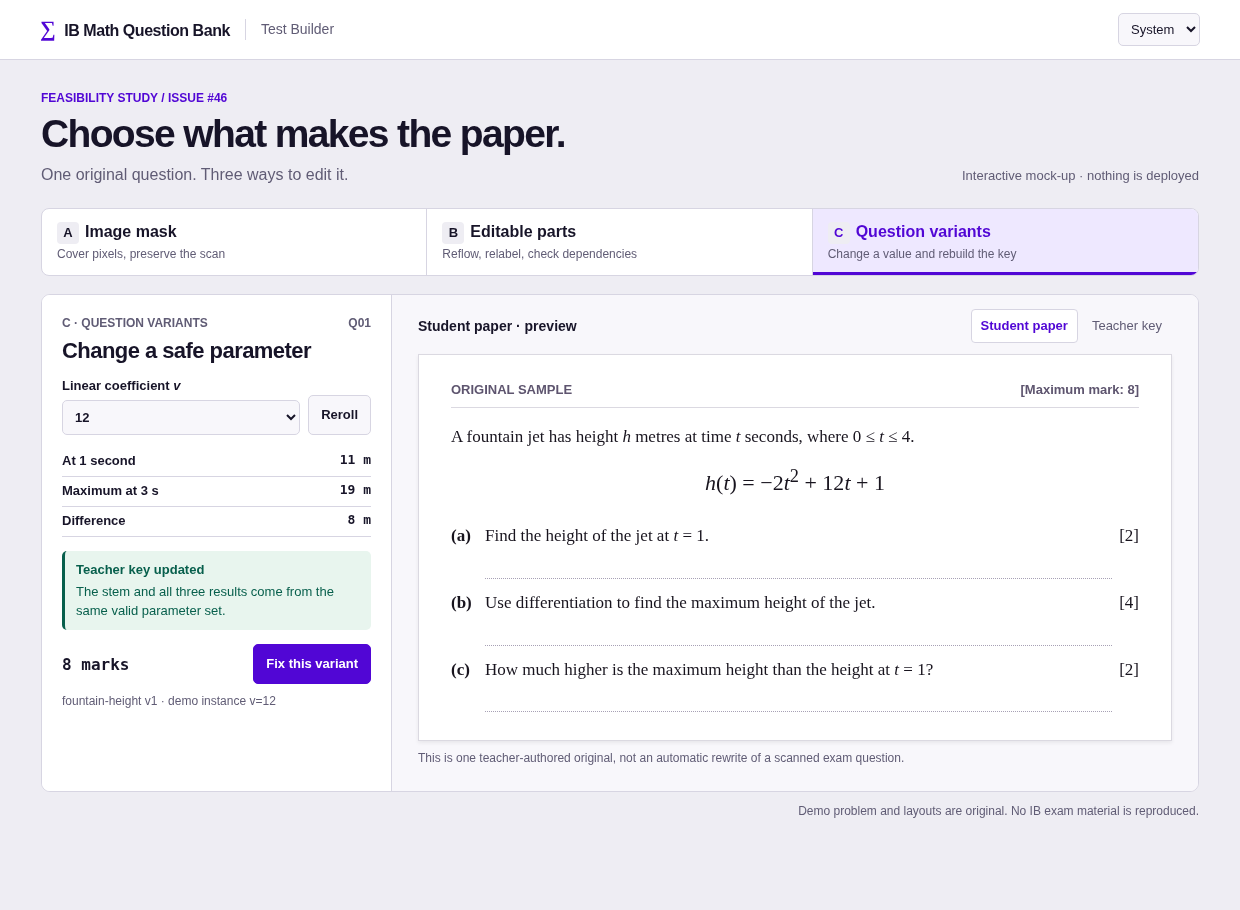 ∑ IB Math Question Bank Test Builder System
FEASIBILITY STUDY / ISSUE #46
Choose what makes the paper.
One original question. Three ways to edit it.
Interactive mock-up · nothing is deployed
A Image mask
Cover pixels, preserve the scan
B Editable parts
Reflow, relabel, check dependencies
C Question variants
Change a value and rebuild the key
C · QUESTION VARIANTS Q01
Change a safe parameter
Linear coefficient v
12 Reroll
At 1 second 11 m
Maximum at 3 s 19 m
Difference 8 m
Teacher key updated
The stem and all three results come from the
same valid parameter set.
8 marks Fix this variant
fountain-height v1 · demo instance v=12
Student paper · preview Student paper Teacher key
ORIGINAL SAMPLE [Maximum mark: 8]
A fountain jet has height h metres at time t seconds, where 0 ≤ t ≤ 4.
h(t) = −2t² + 12t + 1
(a) Find the height of the jet at t = 1. [2]
(b) Use differentiation to find the maximum height of the jet. [4]
(c) How much higher is the maximum height than the height at t = 1? [2]
This is one teacher-authored original, not an automatic rewrite of a scanned exam question.
Demo problem and layouts are original. No IB exam material is reproduced.